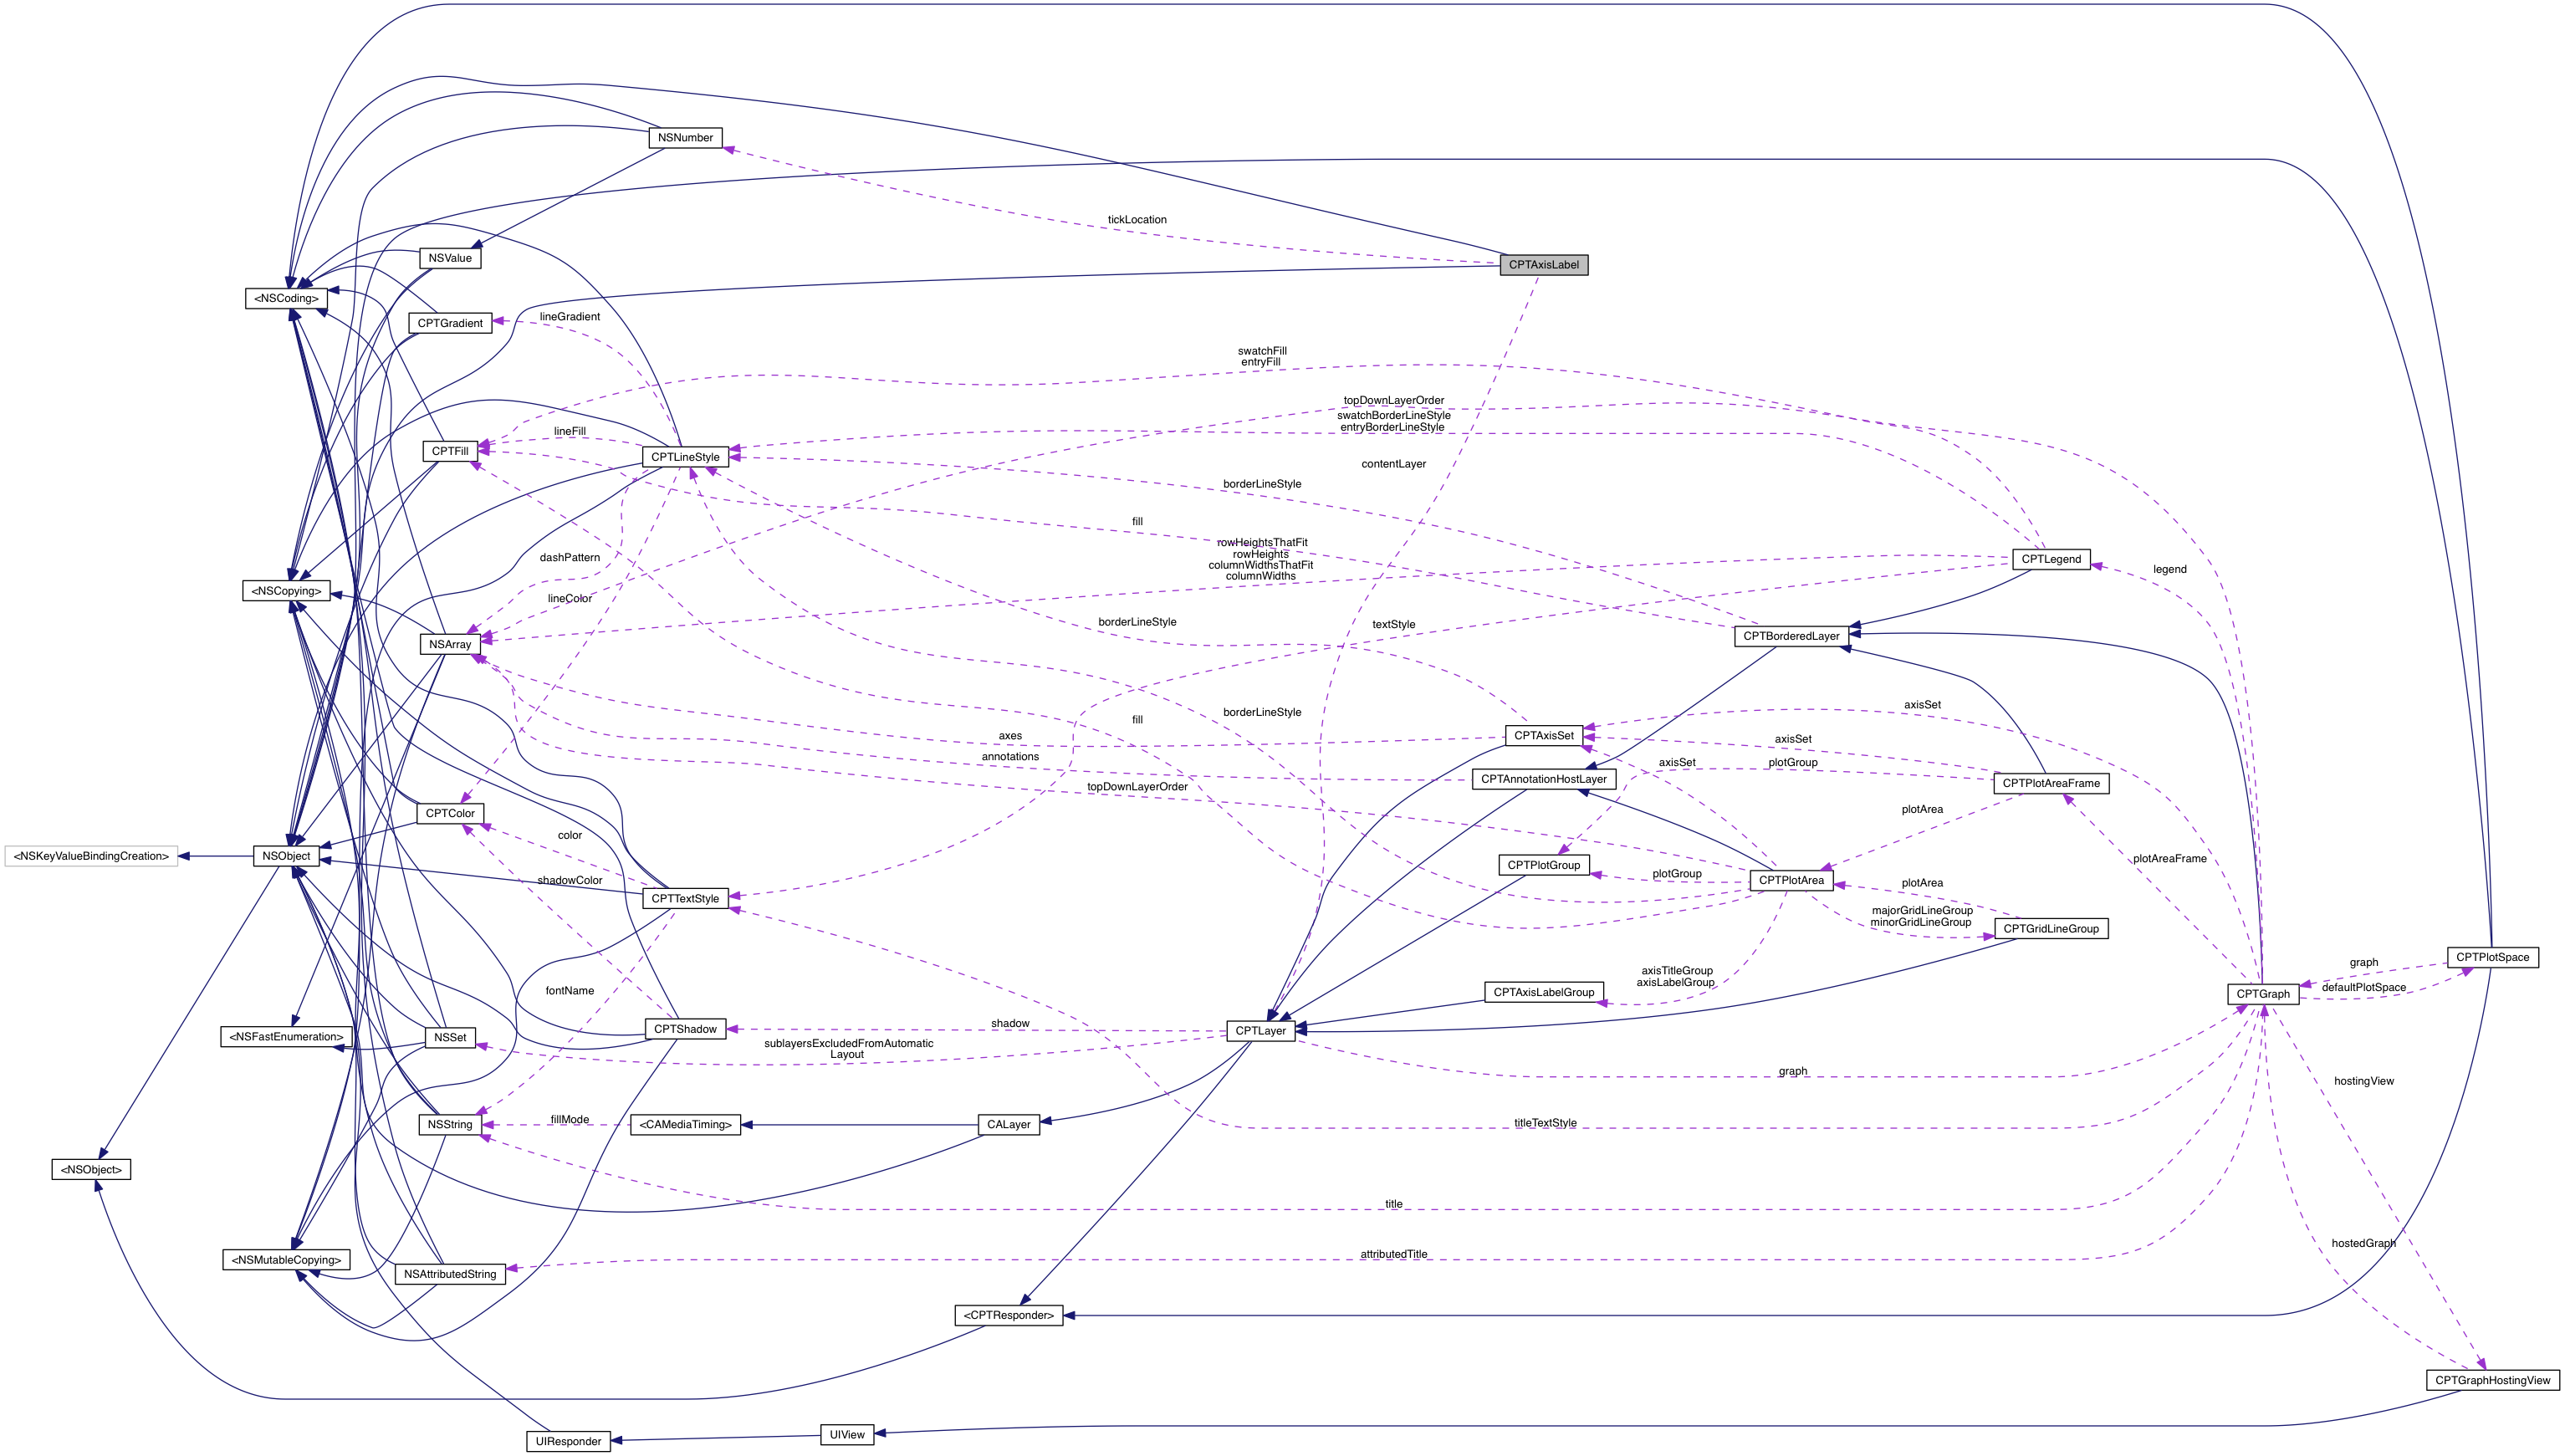 NSNumber
tickLocation
NSValue
CPTAxisLabel
<NSCoding>
CPTGradient
lineGradient
swatchFill
entryFill
topDownLayerOrder
swatchBorderLineStyle
entryBorderLineStyle
lineFill
CPTFill
CPTLineStyle
contentLayer
borderLineStyle
fill
rowHeightsThatFit
rowHeights
columnWidthsThatFit
columnWidths
dashPattern
CPTLegend
legend
<NSCopying>
lineColor
borderLineStyle
textStyle
CPTBorderedLayer
NSArray
axisSet
borderLineStyle
fill
axes
CPTAxisSet
axisSet
annotations
axisSet
plotGroup
CPTAnnotationHostLayer
CPTPlotAreaFrame
topDownLayerOrder
CPTColor
plotArea
color
<NSKeyValueBindingCreation>
NSObject
CPTPlotGroup
plotAreaFrame
shadowColor
plotGroup
CPTPlotArea
plotArea
CPTTextStyle
majorGridLineGroup
minorGridLineGroup
CPTGridLineGroup
CPTPlotSpace
graph
axisTitleGroup
axisLabelGroup
fontName
CPTAxisLabelGroup
defaultPlotSpace
CPTGraph
shadow
CPTShadow
CPTLayer
<NSFastEnumeration>
NSSet
sublayersExcludedFromAutomatic
Layout
graph
hostingView
fillMode
NSString
<CAMediaTiming>
CALayer
titleTextStyle
<NSObject>
title
hostedGraph
attributedTitle
<NSMutableCopying>
NSAttributedString
<CPTResponder>
CPTGraphHostingView
UIView
UIResponder